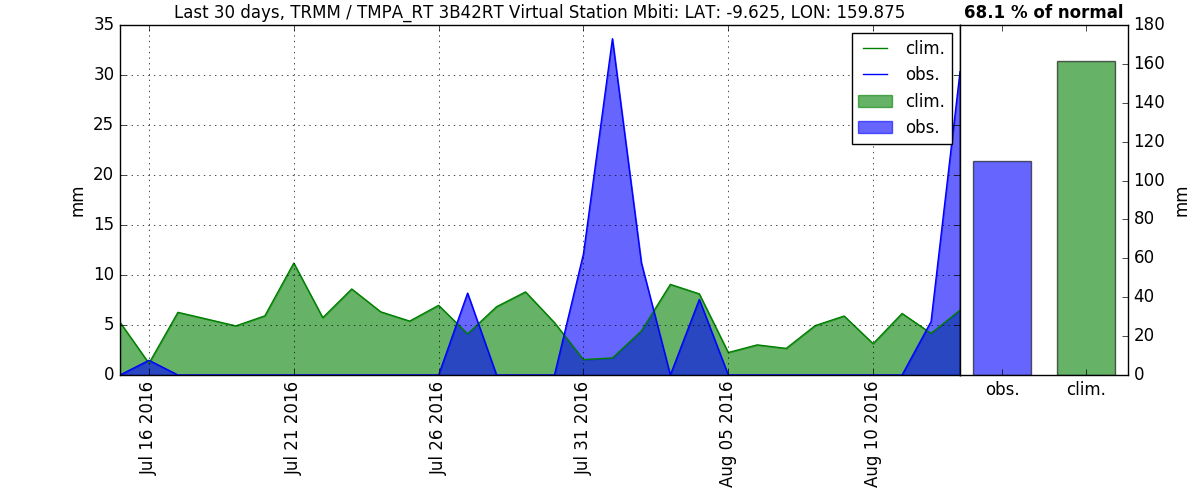 Last 30 days, TRMM / TMPA_RT 3B42RT Virtual Station Mbiti: LAT: -9.625, LON: 159.875
68.1 % of normal
35
30
25
20
15
10
5
0
mm
clim.
obs.
clim.
obs.
Jul 16 2016
Jul 21 2016
Jul 26 2016
Jul 31 2016
Aug 05 2016
Aug 10 2016
180
160
140
120
100
80
60
40
20
0
mm
obs.
clim.